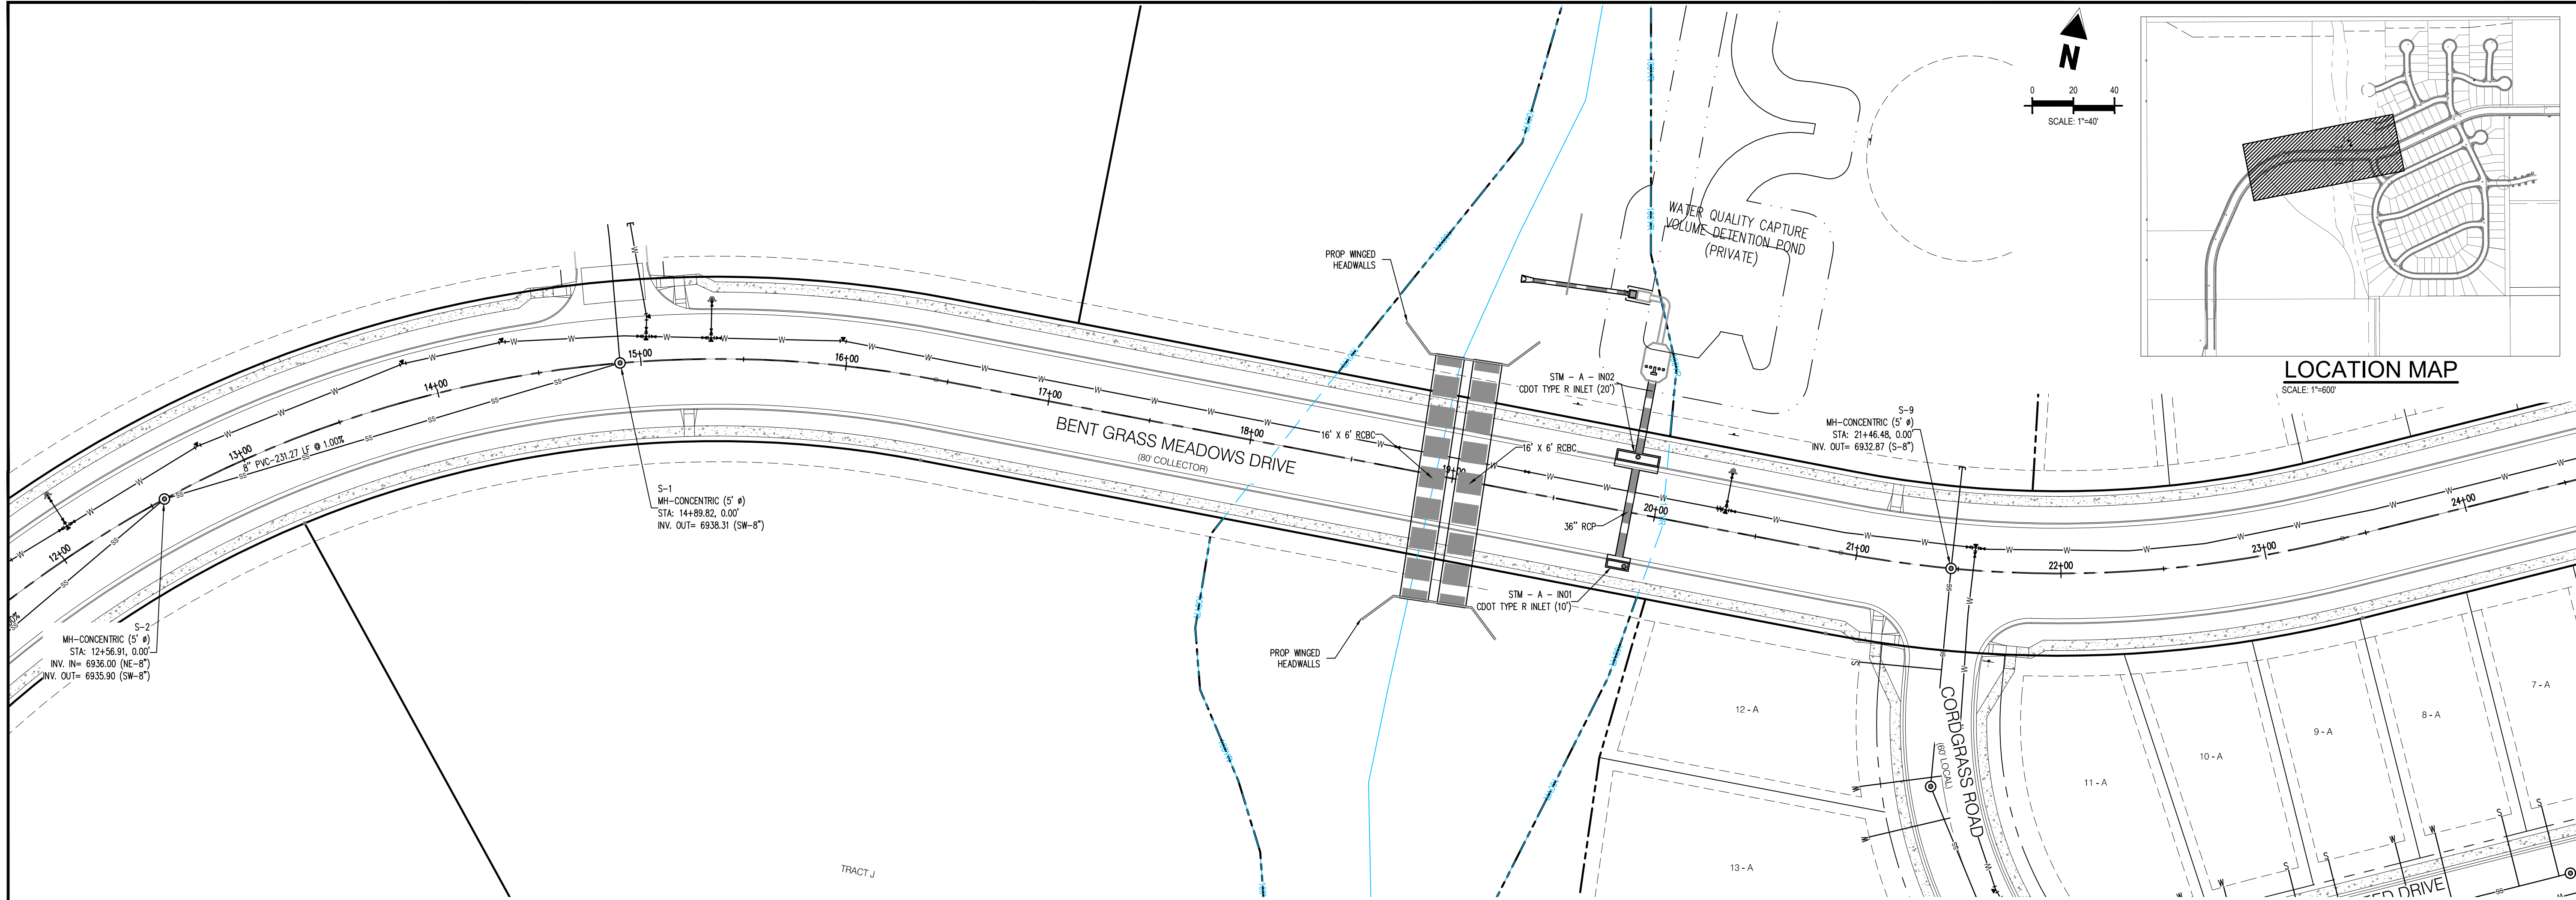 N
0 20 40
SCALE: 1"=40'
LOCATION MAP
SCALE: 1"=600'
WATER QUALITY CAPTURE
VOLUME DETENTION POND
(PRIVATE)
PROP WINGED
HEADWALLS
STM - A - IN02
CDOT TYPE R INLET (20')
S-9
MH-CONCENTRIC (5' ø)
STA: 21+46.48, 0.00'
INV. OUT= 6932.87 (S-8")
12+00
13+00
14+00
15+00
16+00
17+00
18+00
19+00
20+00
21+00
22+00
23+00
24+00
8" PVC-231.27 LF @ 1.00%
BENT GRASS MEADOWS DRIVE
(80' COLLECTOR)
16' X 6' RCBC
16' X 6' RCBC
36" RCP
S-1
MH-CONCENTRIC (5' ø)
STA: 14+89.82, 0.00'
INV. OUT= 6938.31 (SW-8")
STM - A - IN01
CDOT TYPE R INLET (10')
S-2
MH-CONCENTRIC (5' ø)
STA: 12+56.91, 0.00'
INV. IN= 6936.00 (NE-8")
INV. OUT= 6935.90 (SW-8")
PROP WINGED
HEADWALLS
CORDGRASS ROAD
(60' LOCAL)
12 - A
13 - A
11 - A
10 - A
9 - A
8 - A
7 - A
TRACT J
DRIVE